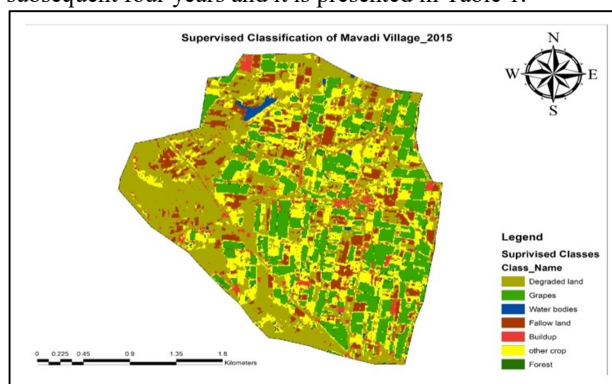 subsequent four years and it is presented in Table 1.
Supervised Classification of Mavadi Village_2015
N
W
E
S
Legend
Suprivised Classes
Class_Name
Degraded land
Grapes
Water bodies
Fallow land
Buildup
other crop
Forest
0 0.225 0.45 0.9 1.35 1.8
Kilometers